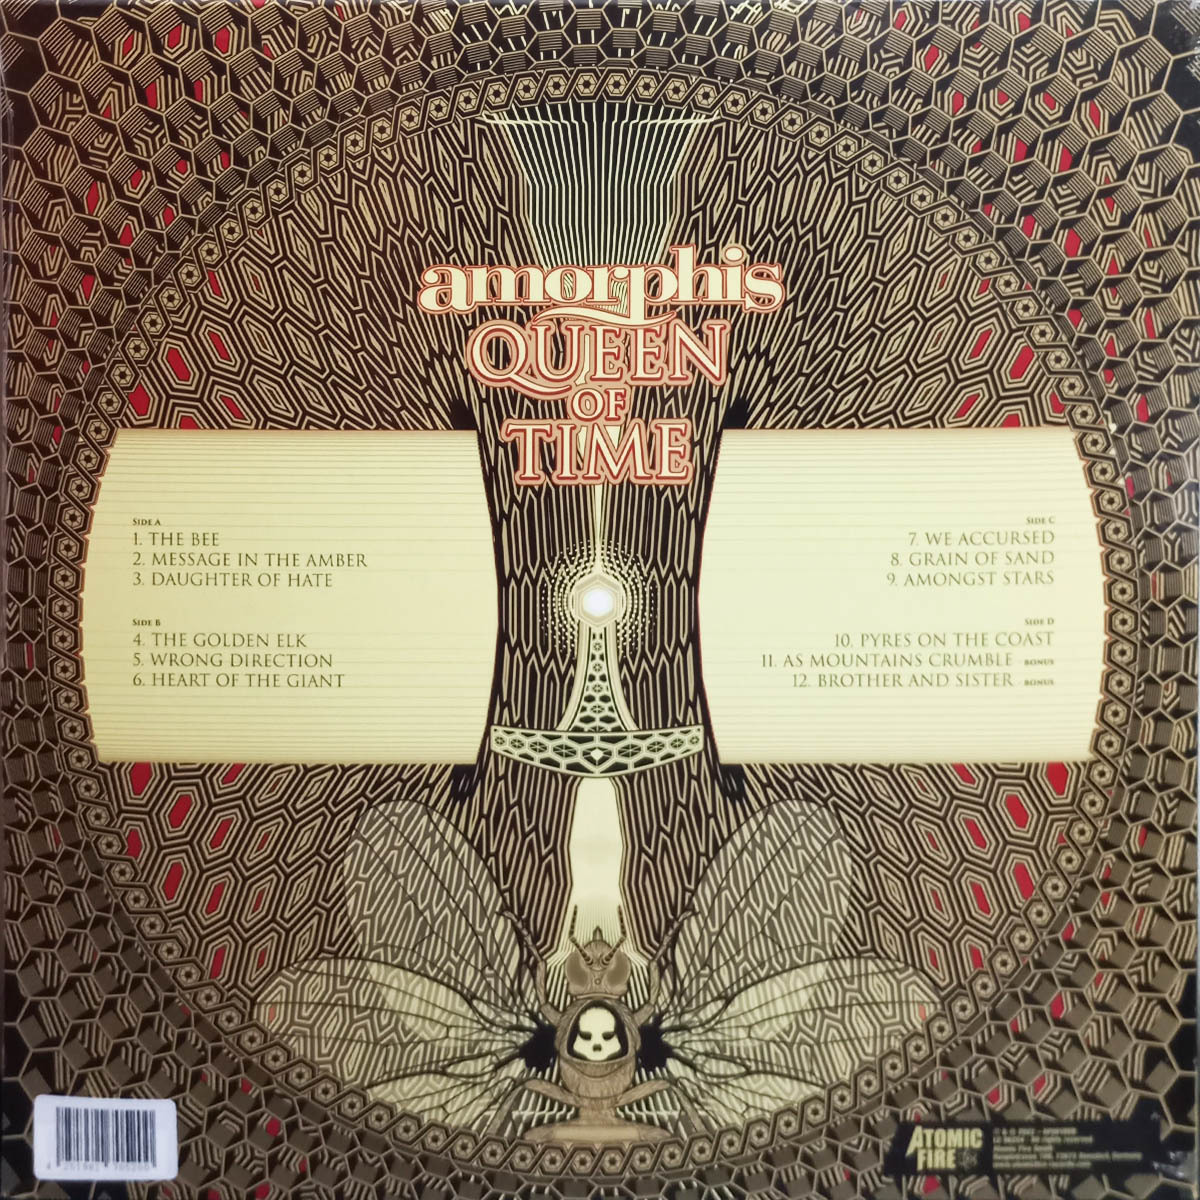 amorphis
QUEEN
OF
TIME
SIDE A
1. THE BEE
2. MESSAGE IN THE AMBER
3. DAUGHTER OF HATE
SIDE B
4. THE GOLDEN ELK
5. WRONG DIRECTION
6. HEART OF THE GIANT
SIDE C
7. WE ACCURSED
8. GRAIN OF SAND
9. AMONGST STARS
SIDE D
10. PYRES ON THE COAST
11. AS MOUNTAINS CRUMBLE BONUS
12. BROTHER AND SISTER BONUS
ATOMIC
FIRE